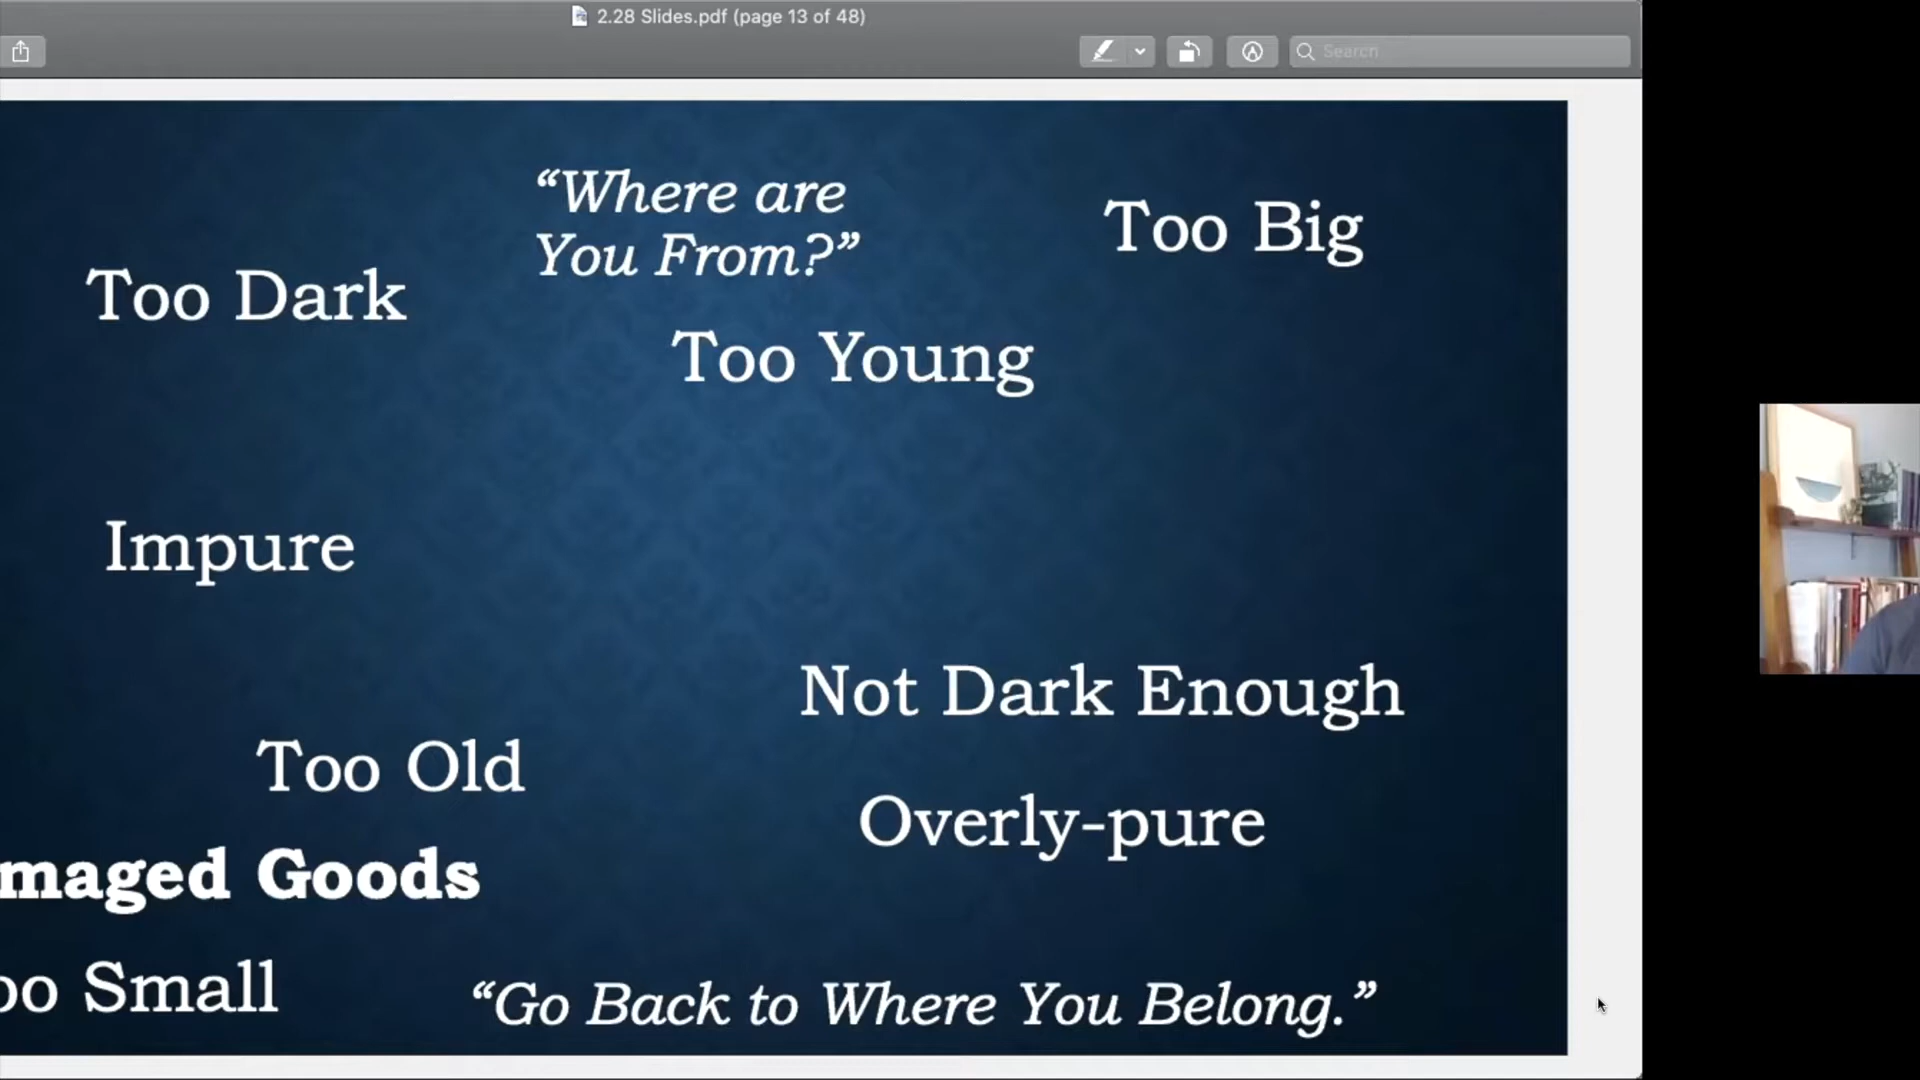 2.28 Slides.pdf (page 13 of 48)
Search
“Where are
You From?”
Too Big
Too Dark
Too Young
Impure
Not Dark Enough
Too Old
Overly-pure
maged Goods
oo Small
“Go Back to Where You Belong.”